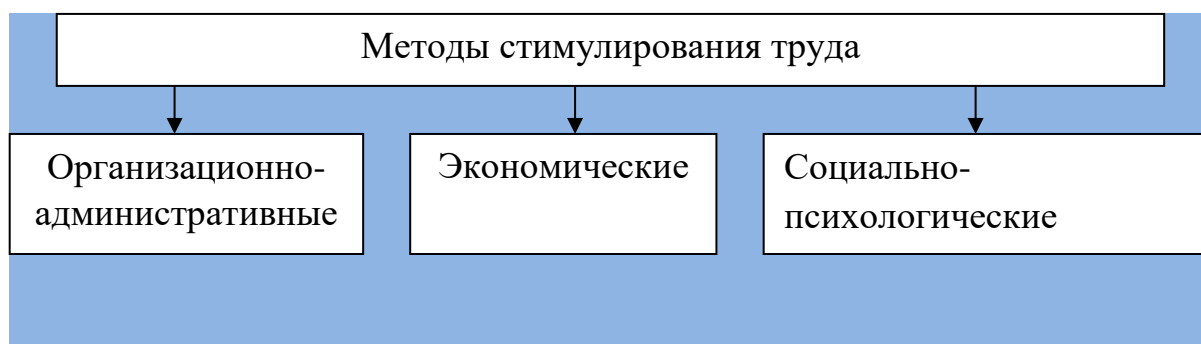 Методы стимулирования труда
Организационно-
административные
Экономические
Социально-
психологические